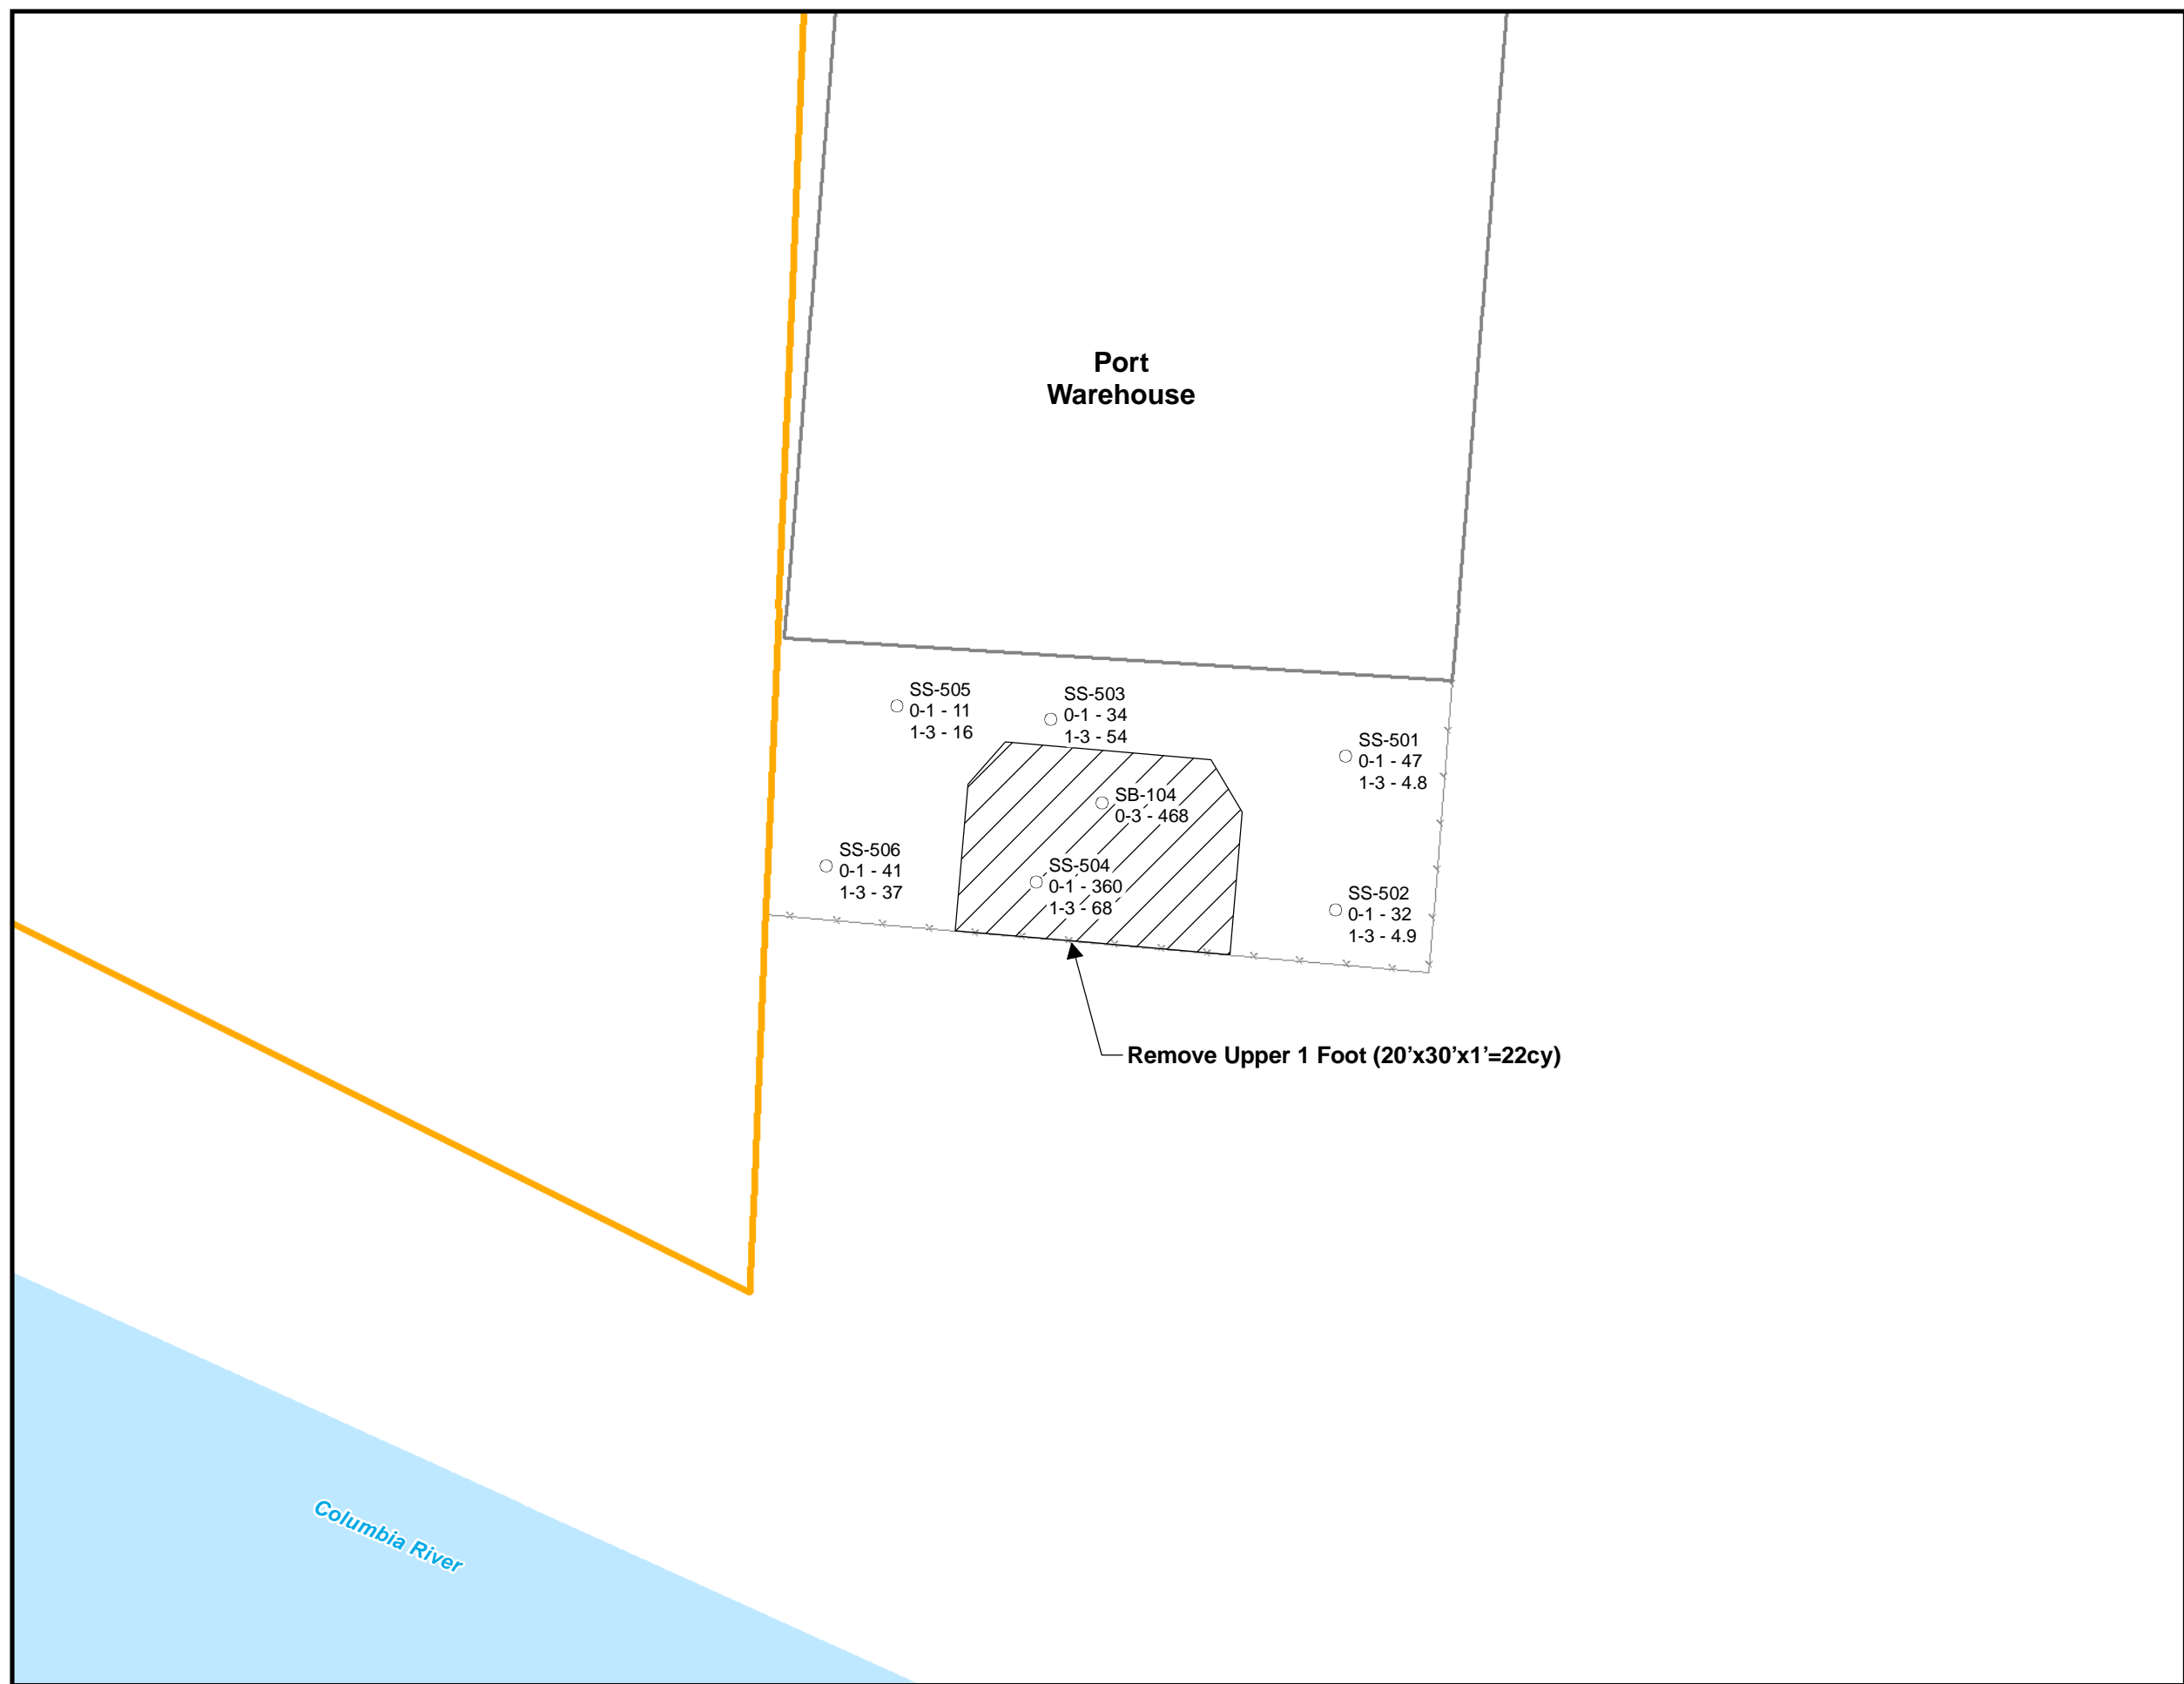 Port
Warehouse
SS-505
0-1 - 11
1-3 - 16
SS-503
0-1 - 34
1-3 - 54
SS-501
0-1 - 47
1-3 - 4.8
SB-104
0-3 - 468
SS-506
0-1 - 41
1-3 - 37
SS-504
0-1 - 360
1-3 - 68
SS-502
0-1 - 32
1-3 - 4.9
Remove Upper 1 Foot (20’x30’x1’=22cy)
Columbia River